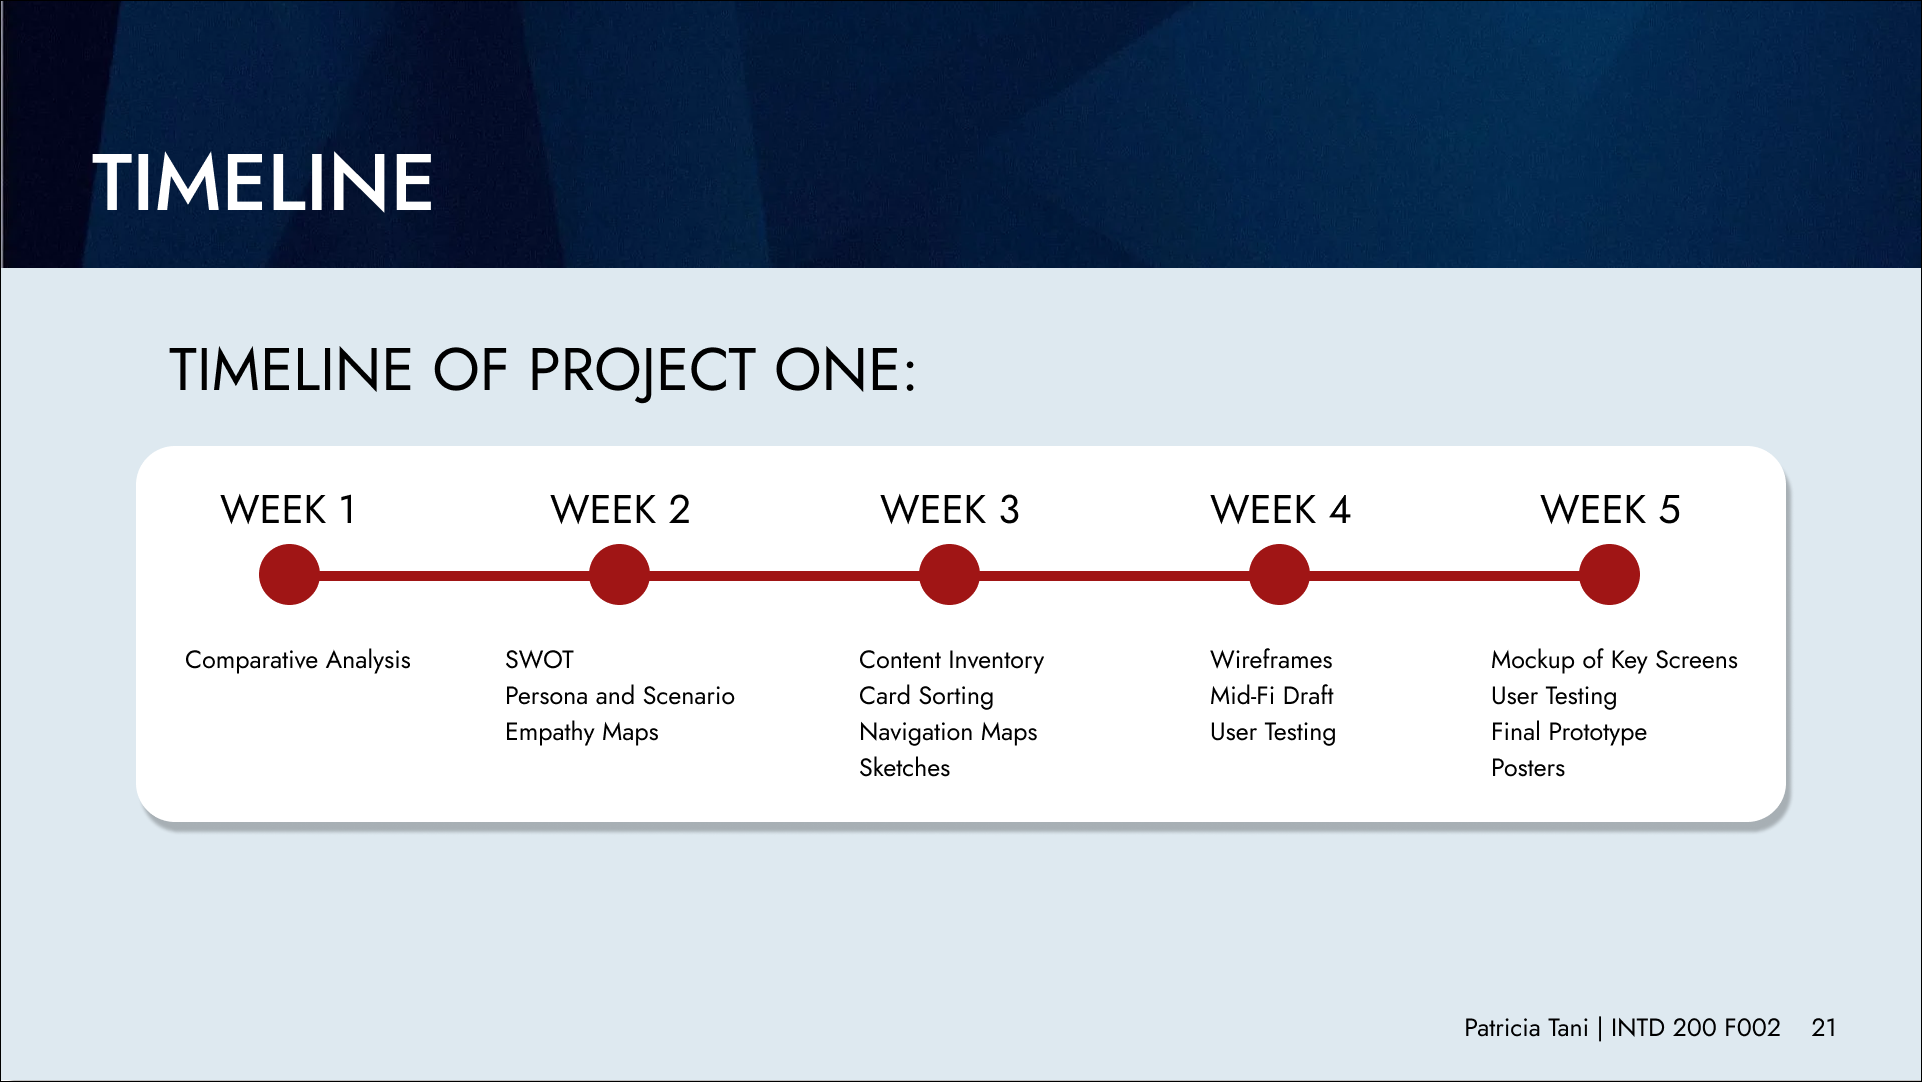 TIMELINE
TIMELINE OF PROJECT ONE:
WEEK 1
Comparative Analysis
WEEK 2
SWOT
Persona and Scenario
Empathy Maps
WEEK 3
Content Inventory
Card Sorting
Navigation Maps
Sketches
WEEK 4
Wireframes
Mid-Fi Draft
User Testing
WEEK 5
Mockup of Key Screens
User Testing
Final Prototype
Posters
Patricia Tani | INTD 200 F002 21